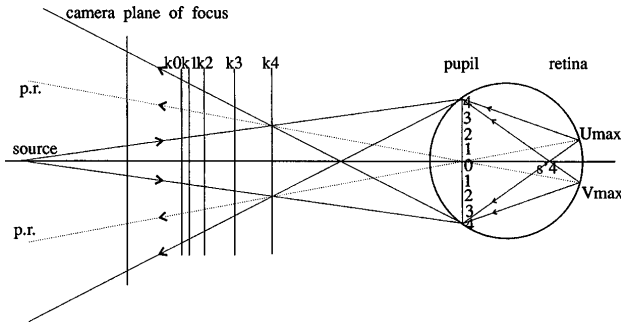 camera plane of focus
k0 k1 k2 k3 k4
pupil
retina
p.r.
source
p.r.
4
3
2
1
0
1
2
3
4
s 4
Umax
Vmax